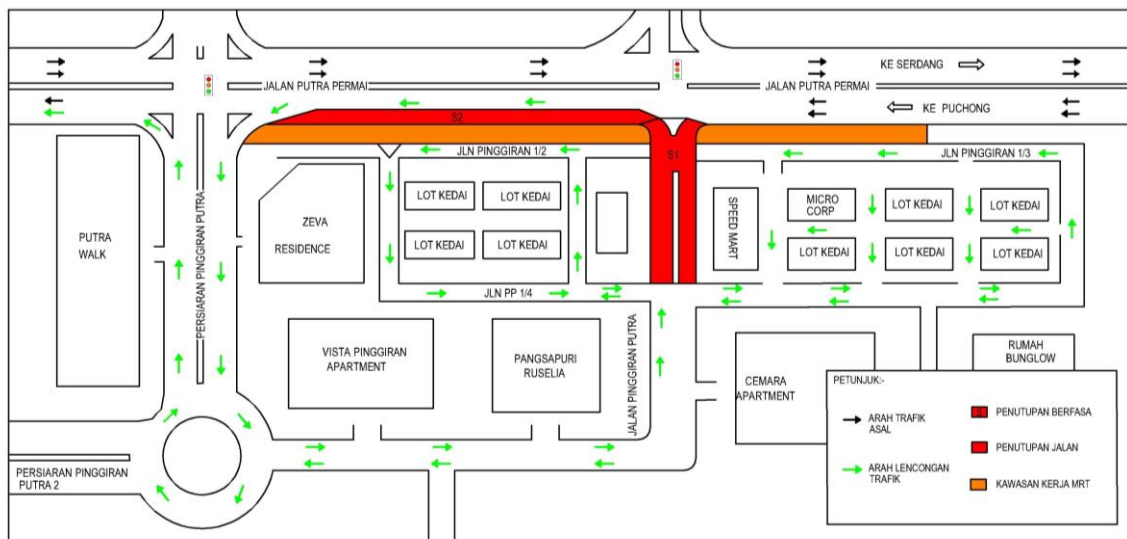 KE SERDANG
JALAN PUTRA PERMAI
JALAN PUTRA PERMAI
KE PUCHONG
S2
JLN PINGGIRAN 1/2
S1
JLN PINGGIRAN 1/3
PERSIARAN PINGGIRAN PUTRA
PUTRA
WALK
ZEVA
RESIDENCE
LOT KEDAI
LOT KEDAI
LOT KEDAI
LOT KEDAI
SPEED MART
MICRO
CORP
LOT KEDAI
LOT KEDAI
LOT KEDAI
LOT KEDAI
LOT KEDAI
JLN PP 1/4
VISTA PINGGIRAN
APARTMENT
PANGSAPURI
RUSELIA
JALAN PINGGIRAN PUTRA
CEMARA
APARTMENT
RUMAH
BUNGLOW
PERSIARAN PINGGIRAN
PUTRA 2
PETUNJUK:-
ARAH TRAFIK
ASAL
ARAH LENCONGAN
TRAFIK
S
PENUTUPAN BERFASA
PENUTUPAN JALAN
KAWASAN KERJA MRT